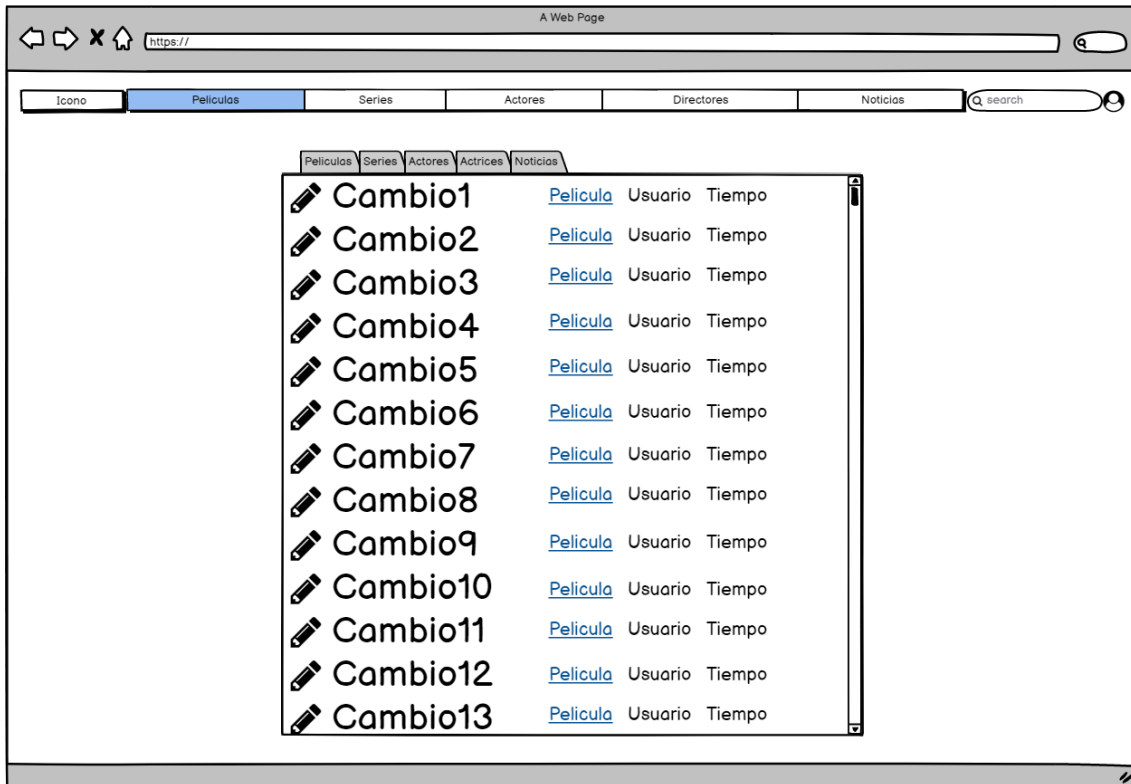 A Web Page
https://
Icono Peliculas Series Actores Directores Noticias search
Peliculas Series Actores Actrices Noticias
Cambio1 Pelicula Usuario Tiempo
Cambio2 Pelicula Usuario Tiempo
Cambio3 Pelicula Usuario Tiempo
Cambio4 Pelicula Usuario Tiempo
Cambio5 Pelicula Usuario Tiempo
Cambio6 Pelicula Usuario Tiempo
Cambio7 Pelicula Usuario Tiempo
Cambio8 Pelicula Usuario Tiempo
Cambio9 Pelicula Usuario Tiempo
Cambio10 Pelicula Usuario Tiempo
Cambio11 Pelicula Usuario Tiempo
Cambio12 Pelicula Usuario Tiempo
Cambio13 Pelicula Usuario Tiempo